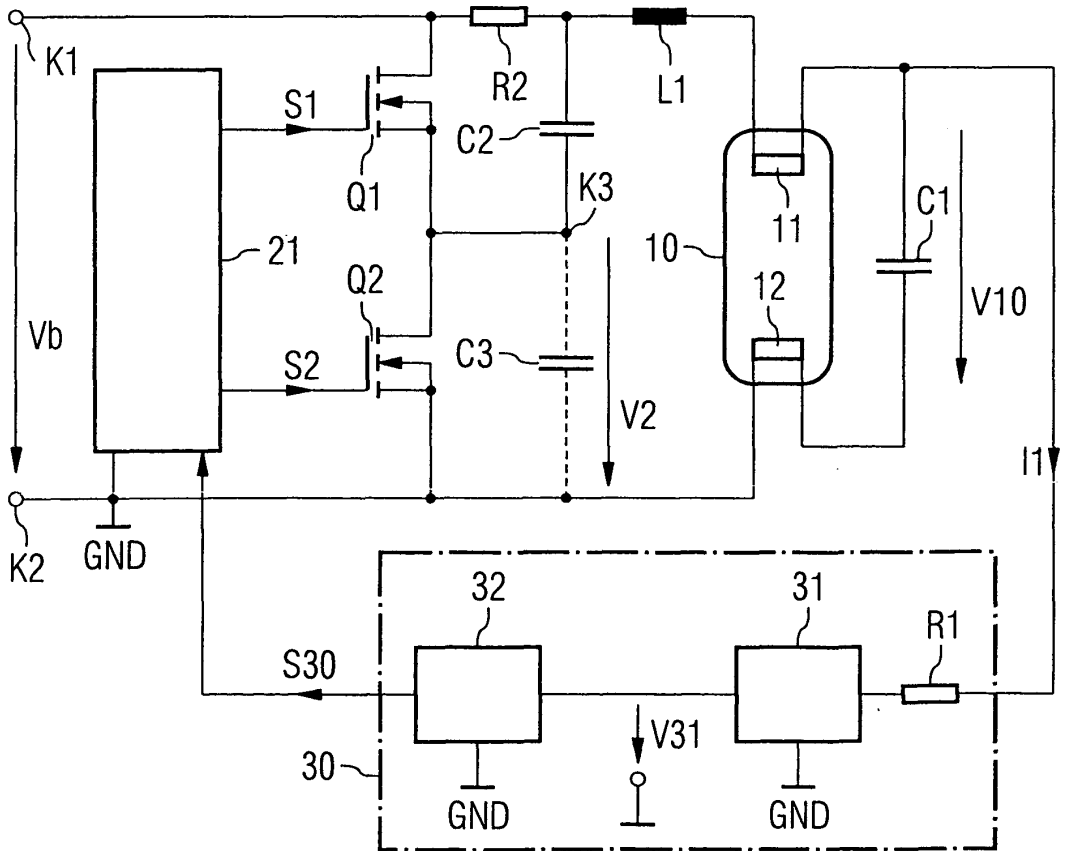 K1
S1
R2
L1
C2
Q1
K3
11
C1
21
10
Q2
12
V10
Vb
S2
C3
V2
I1
K2
GND
32
31
R1
S30
V31
30
GND
GND